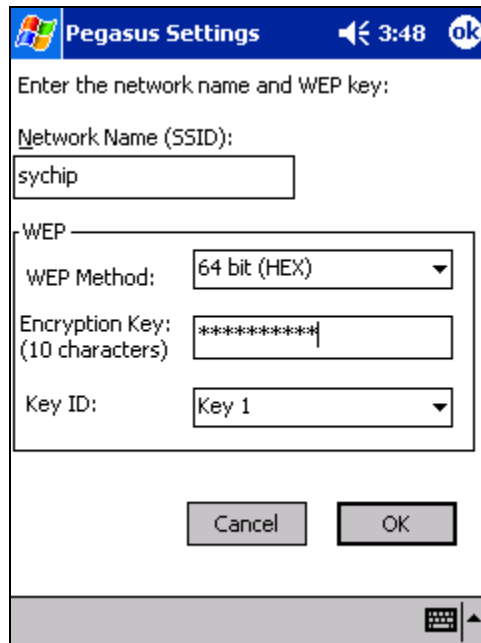 Pegasus Settings 3:48 ok
Enter the network name and WEP key:
Network Name (SSID):
sychip
WEP
WEP Method: 64 bit (HEX)
Encryption Key: **********
(10 characters)
Key ID: Key 1
Cancel OK